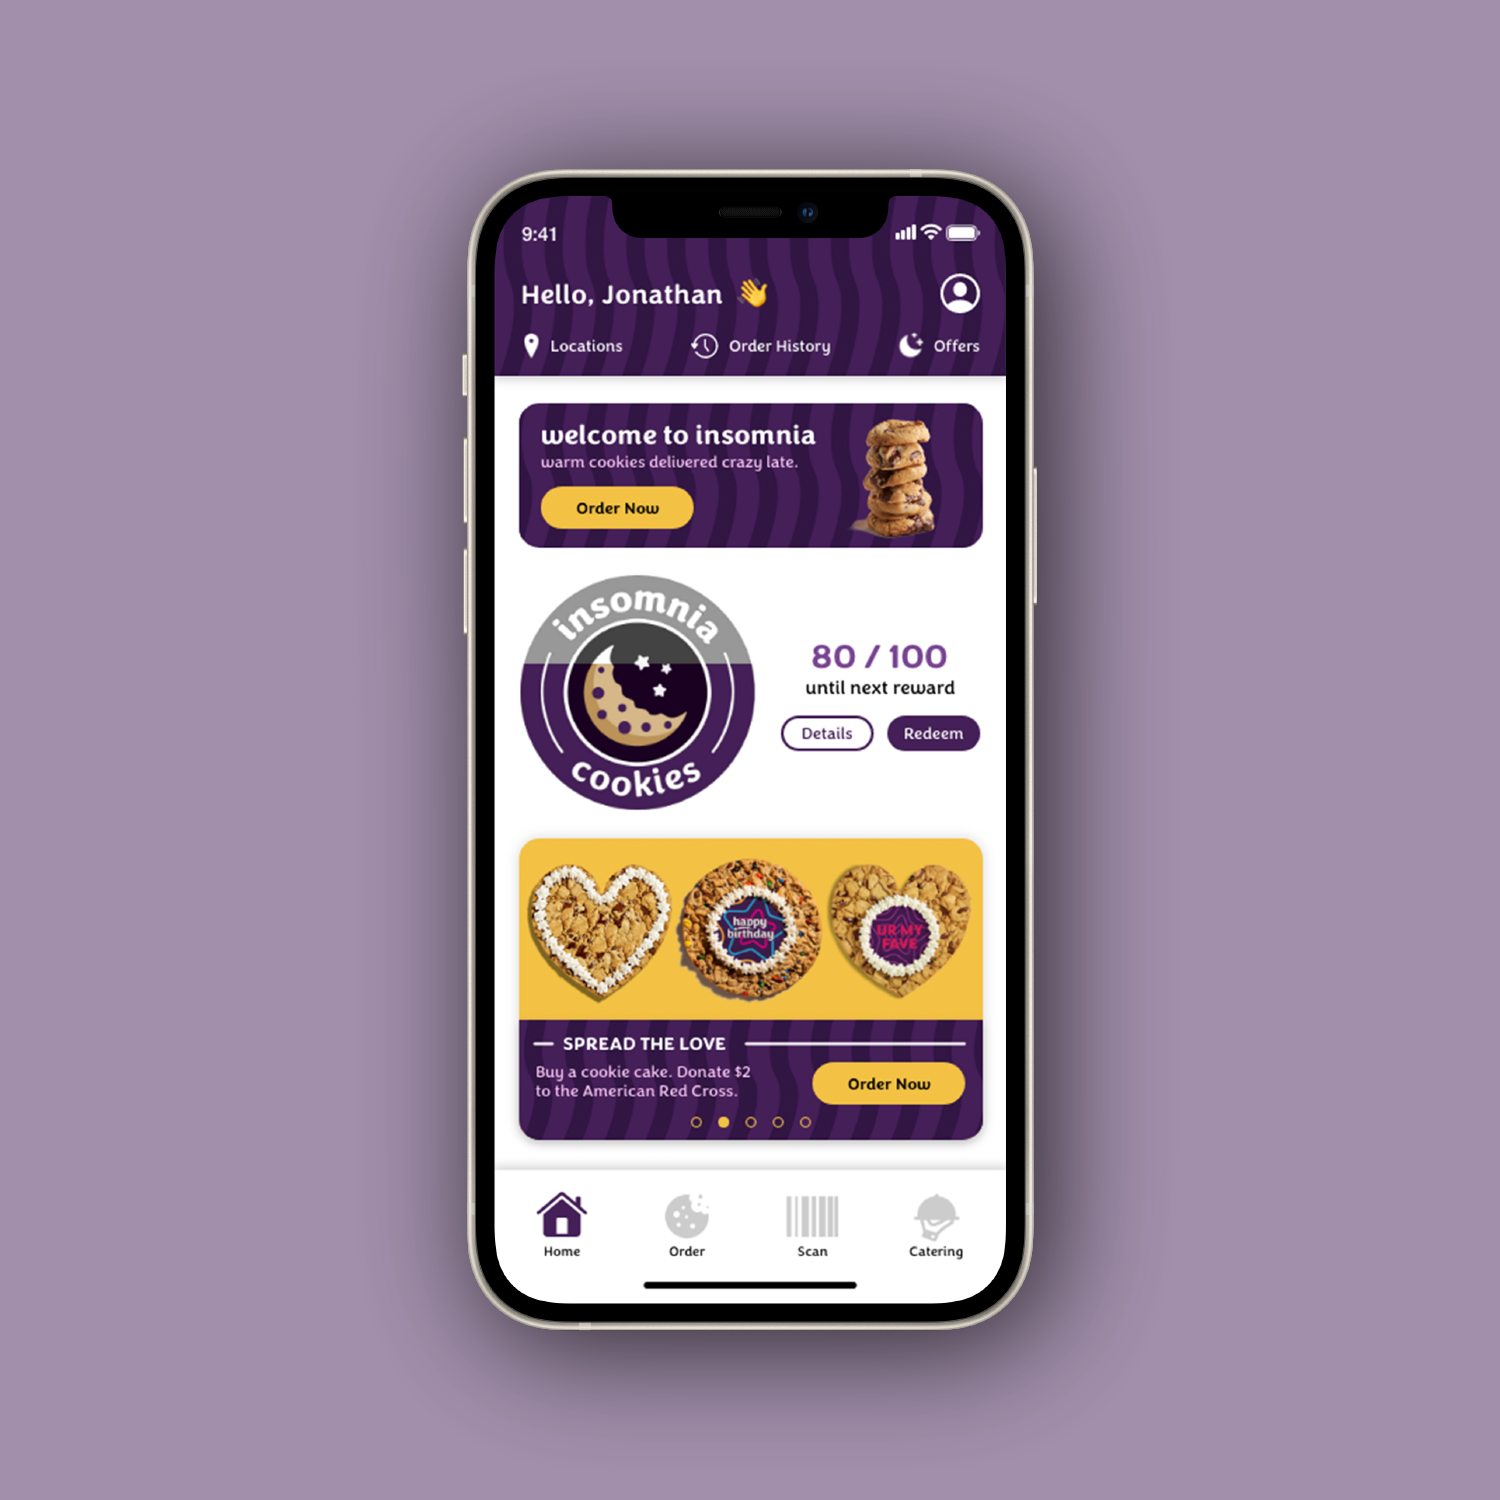 9:41
Hello, Jonathan 👋
Locations
Order History
Offers
welcome to insomnia
warm cookies delivered crazy late.
Order Now
insomnia
cookies
80 / 100
until next reward
Details
Redeem
happy
birthday
UR MY
FAVE
SPREAD THE LOVE
Buy a cookie cake. Donate $2
to the American Red Cross.
Order Now
Home
Order
Scan
Catering